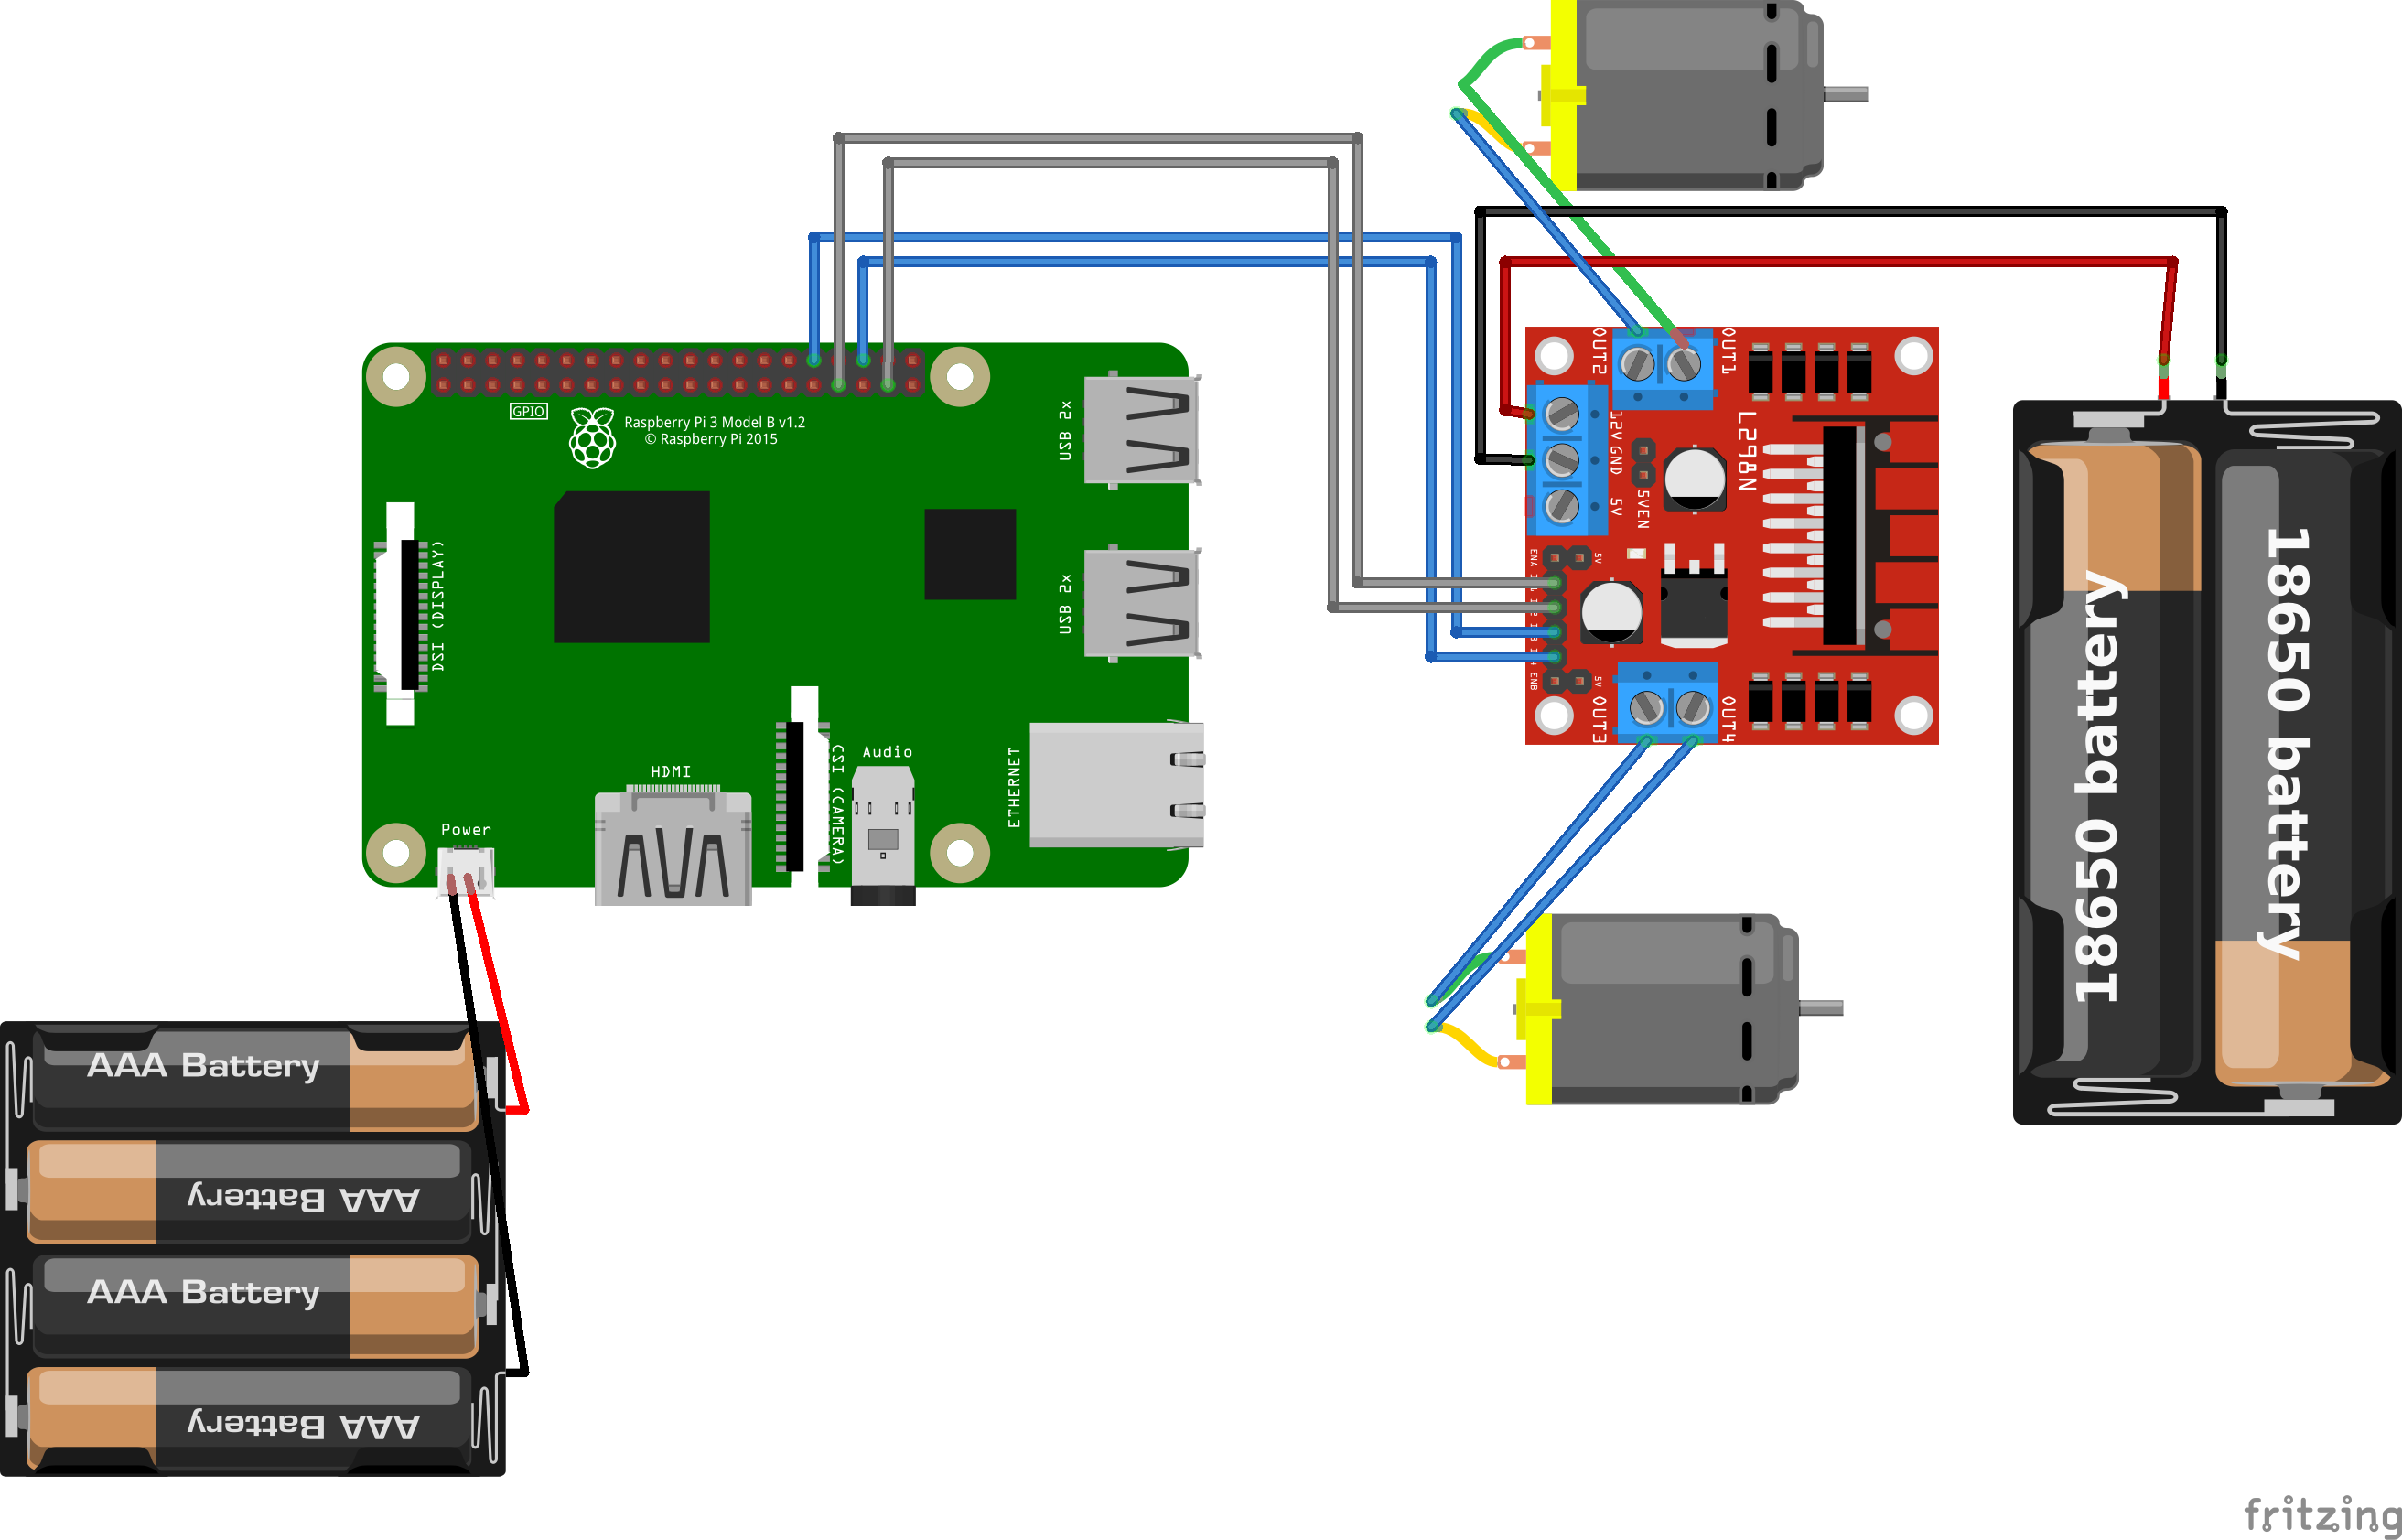 GPIO
Raspberry Pi 3 Model B v1.2
© Raspberry Pi 2015
USB 2x
USB 2x
DSI (DISPLAY)
CSI (CAMERA)
Audio
HDMI
ETHERNET
Power
OUT2
OUT1
12V
GND
5V
5VEN
L298N
ENA
5V
ENB
5V
OUT3
OUT4
18650 battery
18650 battery
AAA Battery
AAA Battery
AAA Battery
AAA Battery
fritzing